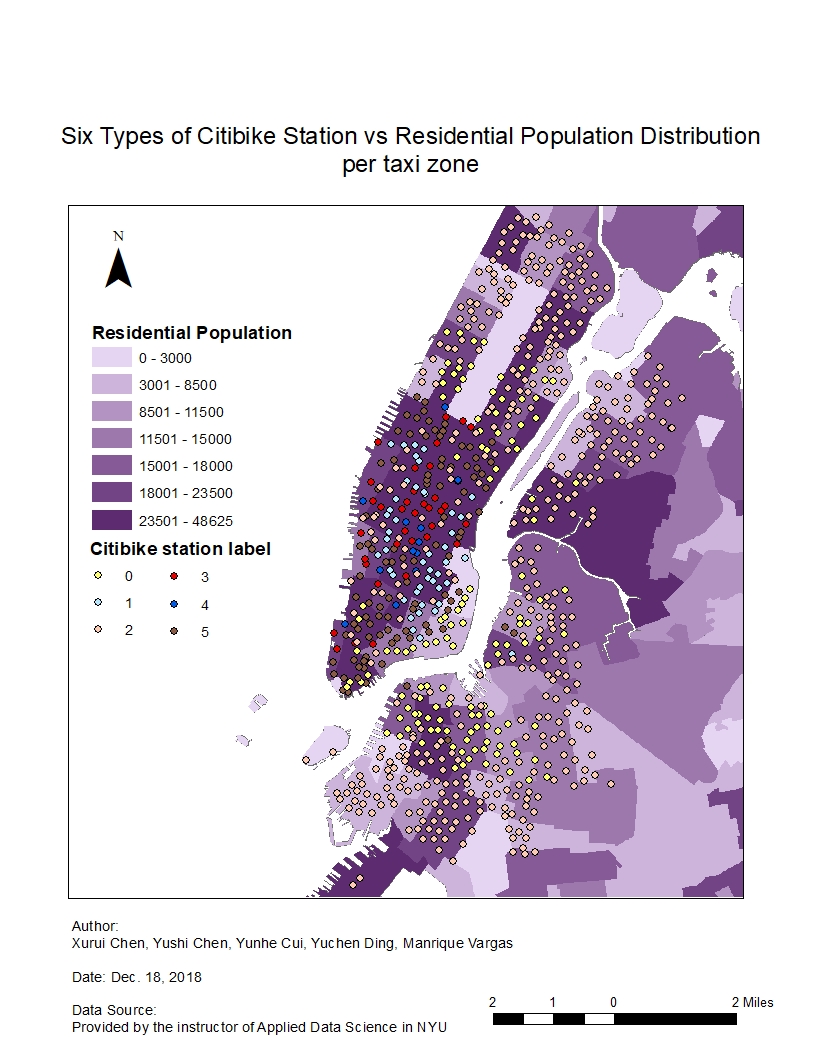 Six Types of Citibike Station vs Residential Population Distribution
per taxi zone
N
Residential Population
0 - 3000
3001 - 8500
8501 - 11500
11501 - 15000
15001 - 18000
18001 - 23500
23501 - 48625
Citibike station label
0 3
1 4
2 5
Author:
Xurui Chen, Yushi Chen, Yunhe Cui, Yuchen Ding, Manrique Vargas
Date: Dec. 18, 2018
Data Source:
Provided by the instructor of Applied Data Science in NYU
2 1 0 2 Miles